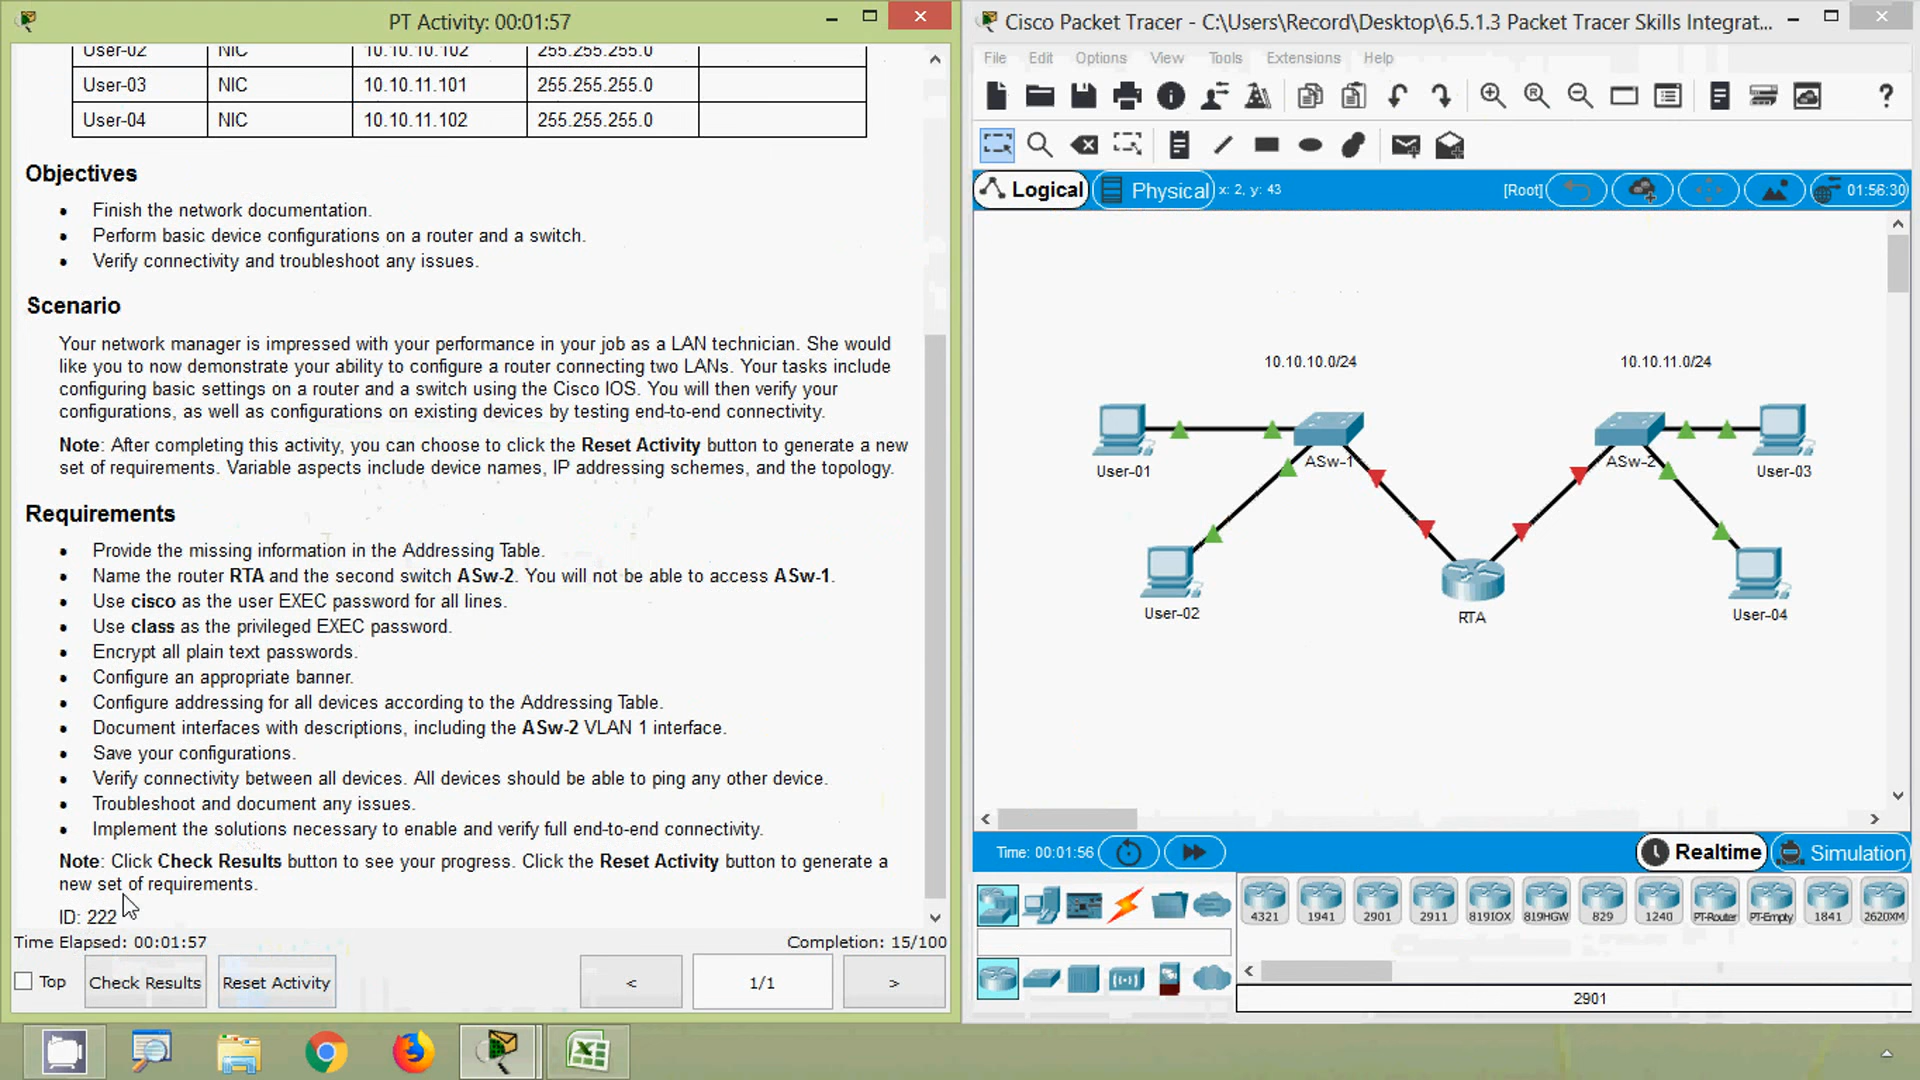 PT Activity: 00:01:57
User-02 NIC 10.10.10.102 255.255.255.0
User-03 NIC 10.10.11.101 255.255.255.0
User-04 NIC 10.10.11.102 255.255.255.0
Objectives
• Finish the network documentation.
• Perform basic device configurations on a router and a switch.
• Verify connectivity and troubleshoot any issues.
Scenario
Your network manager is impressed with your performance in your job as a LAN technician. She would
like you to now demonstrate your ability to configure a router connecting two LANs. Your tasks include
configuring basic settings on a router and a switch using the Cisco IOS. You will then verify your
configurations, as well as configurations on existing devices by testing end-to-end connectivity.
Note: After completing this activity, you can choose to click the Reset Activity button to generate a new
set of requirements. Variable aspects include device names, IP addressing schemes, and the topology.
Requirements
• Provide the missing information in the Addressing Table.
• Name the router RTA and the second switch ASw-2. You will not be able to access ASw-1.
• Use cisco as the user EXEC password for all lines.
• Use class as the privileged EXEC password.
• Encrypt all plain text passwords.
• Configure an appropriate banner.
• Configure addressing for all devices according to the Addressing Table.
• Document interfaces with descriptions, including the ASw-2 VLAN 1 interface.
• Save your configurations.
• Verify connectivity between all devices. All devices should be able to ping any other device.
• Troubleshoot and document any issues.
• Implement the solutions necessary to enable and verify full end-to-end connectivity.
Note: Click Check Results button to see your progress. Click the Reset Activity button to generate a
new set of requirements.
ID: 222
Time Elapsed: 00:01:57 Completion: 15/100
Top Check Results Reset Activity < 1/1 >
Cisco Packet Tracer - C:\Users\Record\Desktop\6.5.1.3 Packet Tracer Skills Integrat...
File Edit Options View Tools Extensions Help
Logical Physical x: 2, y: 43 [Root] 01:56:30
10.10.10.0/24 10.10.11.0/24
User-01 ASw-1 ASw-2 User-03
User-02 RTA User-04
Time: 00:01:56 Realtime Simulation
4321 1941 2901 2911 819IOX 819HGW 829 1240 PT-Router PT-Empty 1841 2620XM
2901